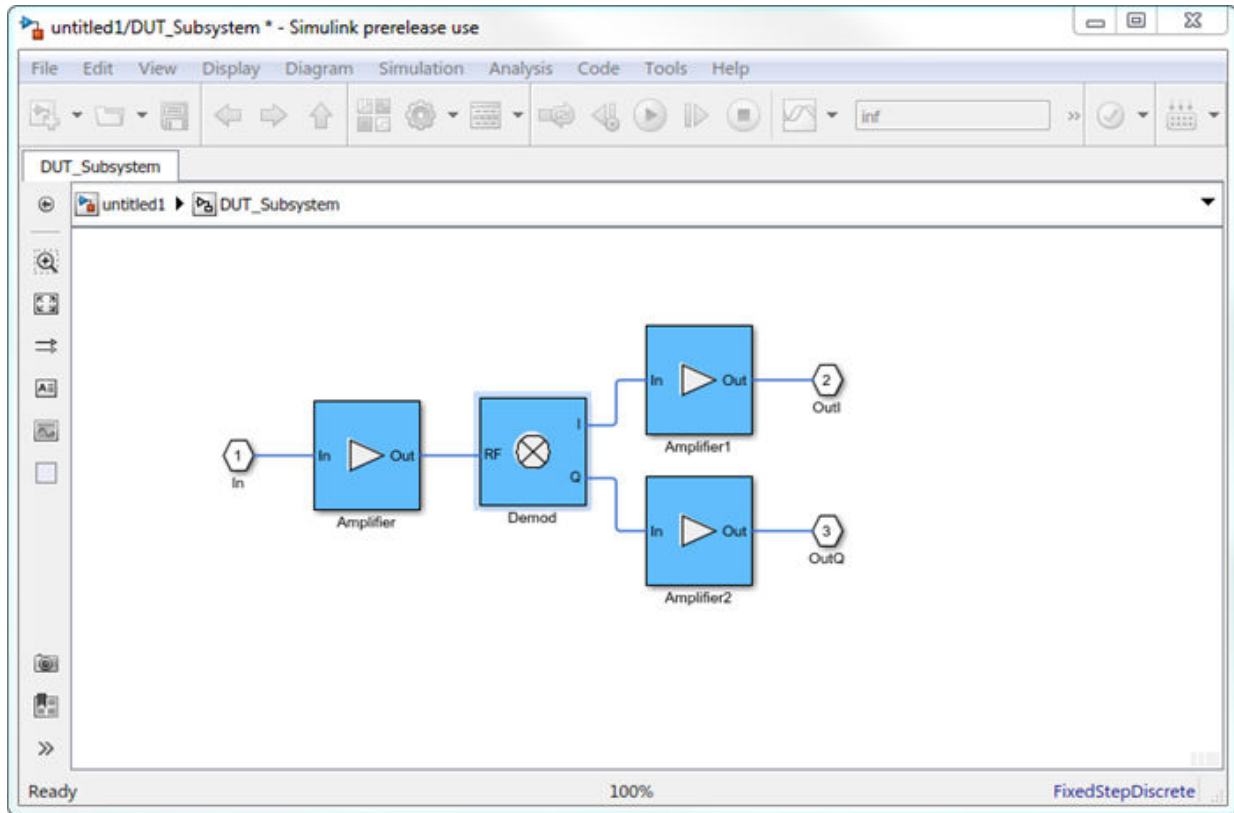 untitled1/DUT_Subsystem * - Simulink prerelease use
File Edit View Display Diagram Simulation Analysis Code Tools Help
inf
DUT_Subsystem
untitled1 DUT_Subsystem
In Out
Amplifier1
2
OutI
1
In
In Out
Amplifier
RF
I
Q
Demod
In Out
Amplifier2
3
OutQ
Ready 100% FixedStepDiscrete